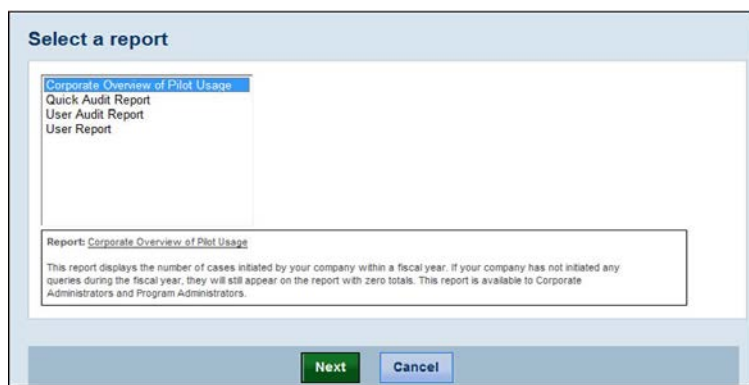 Select a report
Corporate Overview of Pilot Usage
Quick Audit Report
User Audit Report
User Report
Report: Corporate Overview of Pilot Usage
This report displays the number of cases initiated by your company within a fiscal year. If your company has not initiated any
queries during the fiscal year, they will still appear on the report with zero totals. This report is available to Corporate
Administrators and Program Administrators.
Next Cancel